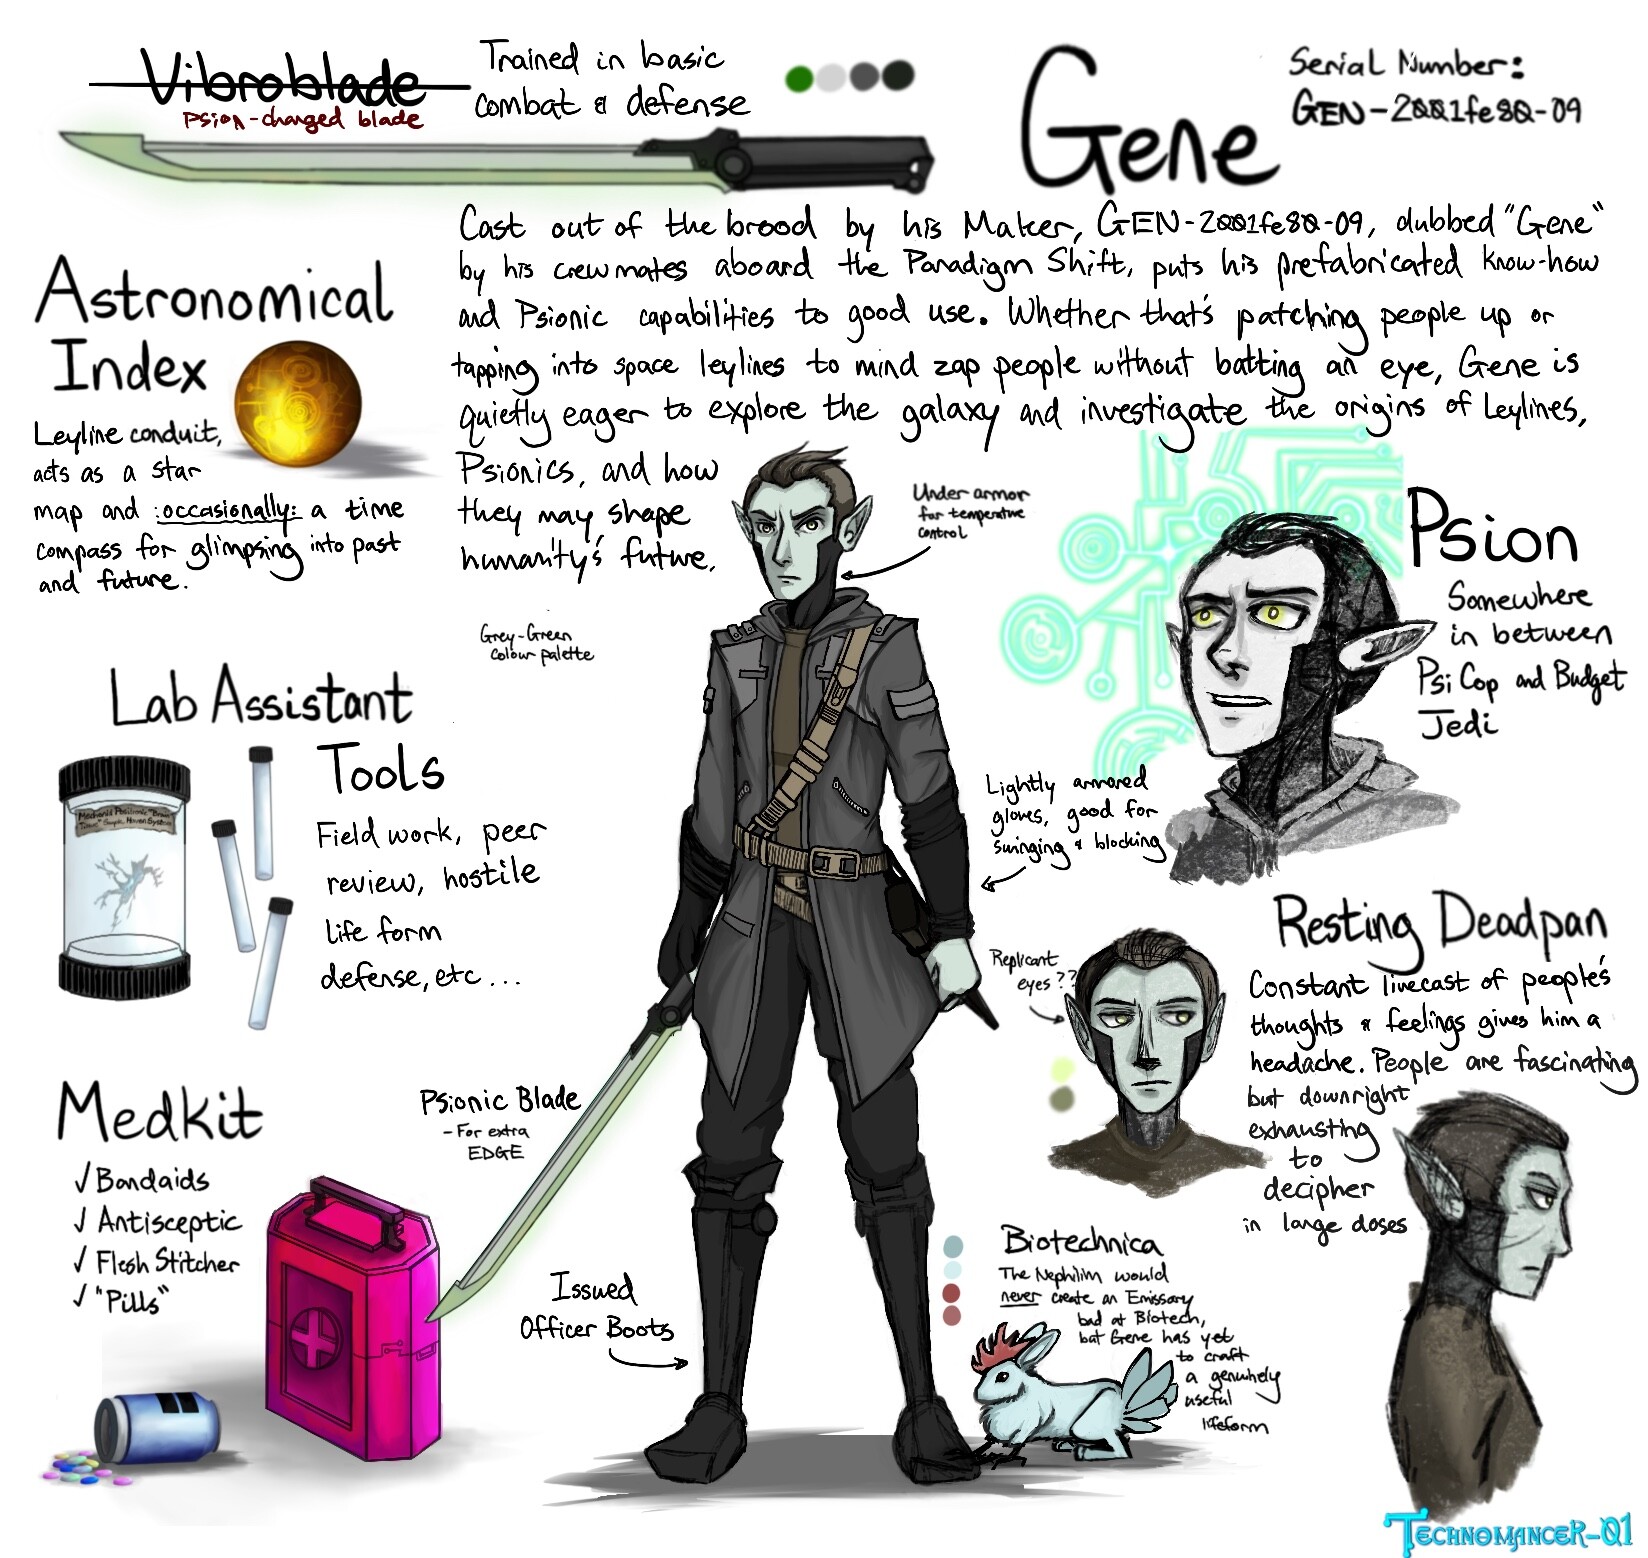 Vibroblade
Psion-charged blade
Trained in basic
combat & defense
Gene
Serial Number:
GEN-2001fe80-09
Cast out of the brood by his Maker, GEN-2001fe80-09, dubbed "Gene"
by his crewmates aboard the Paradigm Shift, puts his prefabricated know-how
and Psionic capabilities to good use. Whether that's patching people up or
tapping into space leylines to mind zap people without batting an eye, Gene is
quietly eager to explore the galaxy and investigate the origins of Leylines,
Psionics, and how
they may shape
humanity's future.
Astronomical
Index
Leyline conduit,
acts as a star
map and :occasionally: a time
compass for glimpsing into past
and future.
Under armor
for temperature
control
Grey-Green
Colour palette
Psion
Somewhere
in between
Psi Cop and Budget
Jedi
Lab Assistant
Tools
Field work, peer
review, hostile
life form
defense, etc...
Mechanid Positronic "Brain
Tissue" Sample, Haven System
Lightly armored
gloves, good for
swinging & blocking
Resting Deadpan
Constant livecast of people's
thoughts & feelings gives him a
headache. People are fascinating
but downright
exhausting
to
decipher
in large doses
Replicant
eyes??
Medkit
√ Bandaids
√ Antisceptic
√ Flesh Stitcher
√ "Pills"
Psionic Blade
- For extra
EDGE
Issued
Officer Boots
Biotechnica
The Nephilim would
never create an Emissary
bad at Biotech,
but Gene has yet
to craft
a genuinely
useful
lifeform
Technomancer-01